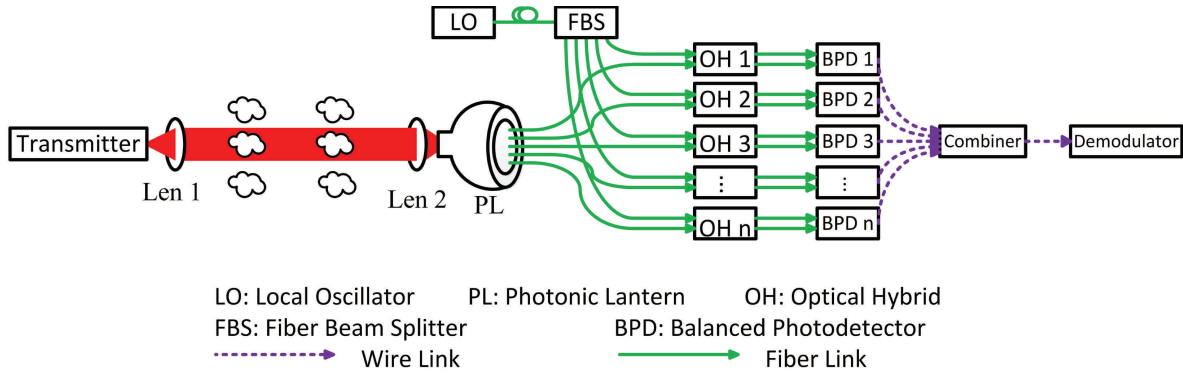 LO
FBS
OH 1
BPD 1
OH 2
BPD 2
Transmitter
OH 3
BPD 3
Combiner
Demodulator
Len 1
Len 2
PL
...
...
OH n
BPD n
LO: Local Oscillator PL: Photonic Lantern OH: Optical Hybrid
FBS: Fiber Beam Splitter BPD: Balanced Photodetector
Wire Link Fiber Link